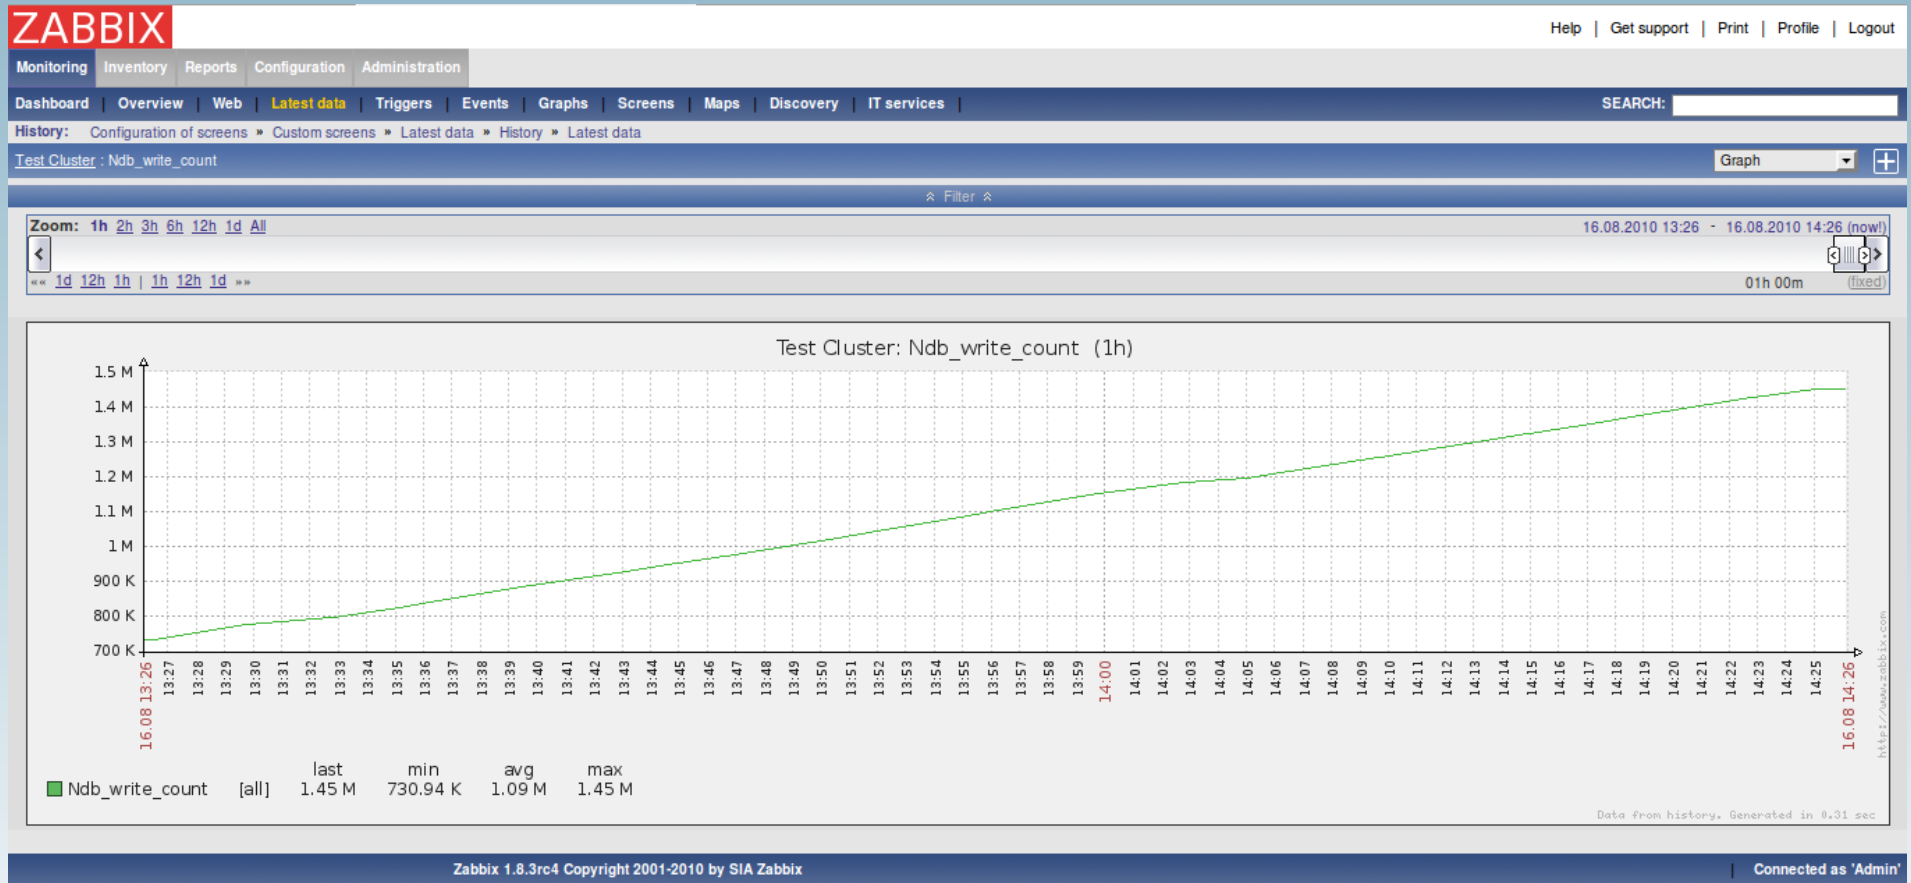 ZABBIX
Help | Get support | Print | Profile | Logout
Monitoring Inventory Reports Configuration Administration
Dashboard | Overview | Web | Latest data | Triggers | Events | Graphs | Screens | Maps | Discovery | IT services |
SEARCH:
History: Configuration of screens » Custom screens » Latest data » History » Latest data
Test Cluster : Ndb_write_count
Graph
Filter
Zoom: 1h 2h 3h 6h 12h 1d All
16.08.2010 13:26 - 16.08.2010 14:26 (now!)
«« 1d 12h 1h | 1h 12h 1d »»
01h 00m (fixed)
Test Cluster: Ndb_write_count (1h)
1.5 M
1.4 M
1.3 M
1.2 M
1.1 M
1 M
900 K
800 K
700 K
16.08 13:26 13:27 13:28 13:29 13:30 13:31 13:32 13:33 13:34 13:35 13:36 13:37 13:38 13:39 13:40 13:41 13:42 13:43 13:44 13:45 13:46 13:47 13:48 13:49 13:50 13:51 13:52 13:53 13:54 13:55 13:56 13:57 13:58 13:59 14:00 14:01 14:02 14:03 14:04 14:05 14:06 14:07 14:08 14:09 14:10 14:11 14:12 14:13 14:14 14:15 14:16 14:17 14:18 14:19 14:20 14:21 14:22 14:23 14:24 14:25 16.08 14:26
http://www.zabbix.com
last min avg max
Ndb_write_count [all] 1.45 M 730.94 K 1.09 M 1.45 M
Data from history. Generated in 0.31 sec
Zabbix 1.8.3rc4 Copyright 2001-2010 by SIA Zabbix
| Connected as 'Admin'